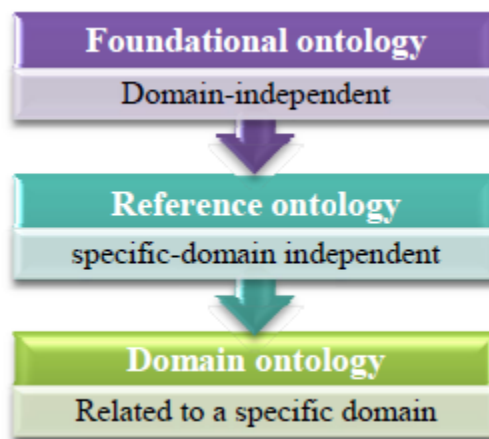 Foundational ontology
Domain-independent
Reference ontology
specific-domain independent
Domain ontology
Related to a specific domain